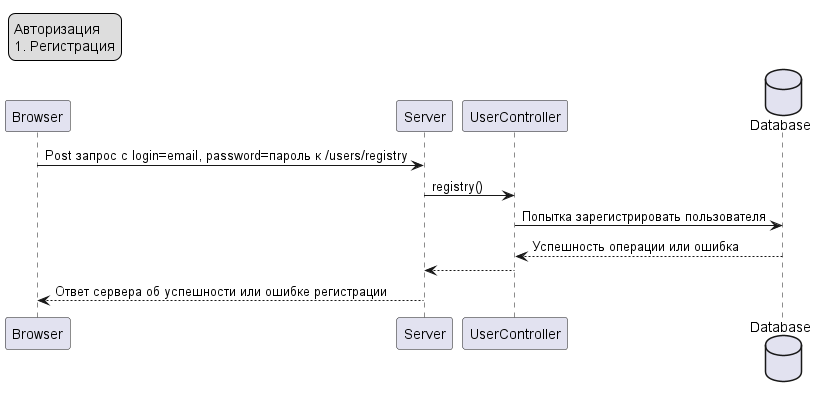 Авторизация
1. Регистрация
Database
Browser
Server
UserController
Post запрос с login=email, password=пароль к /users/registry
registry()
Попытка зарегистрировать пользователя
Успешность операции или ошибка
Ответ сервера об успешности или ошибке регистрации
Browser
Server
UserController
Database